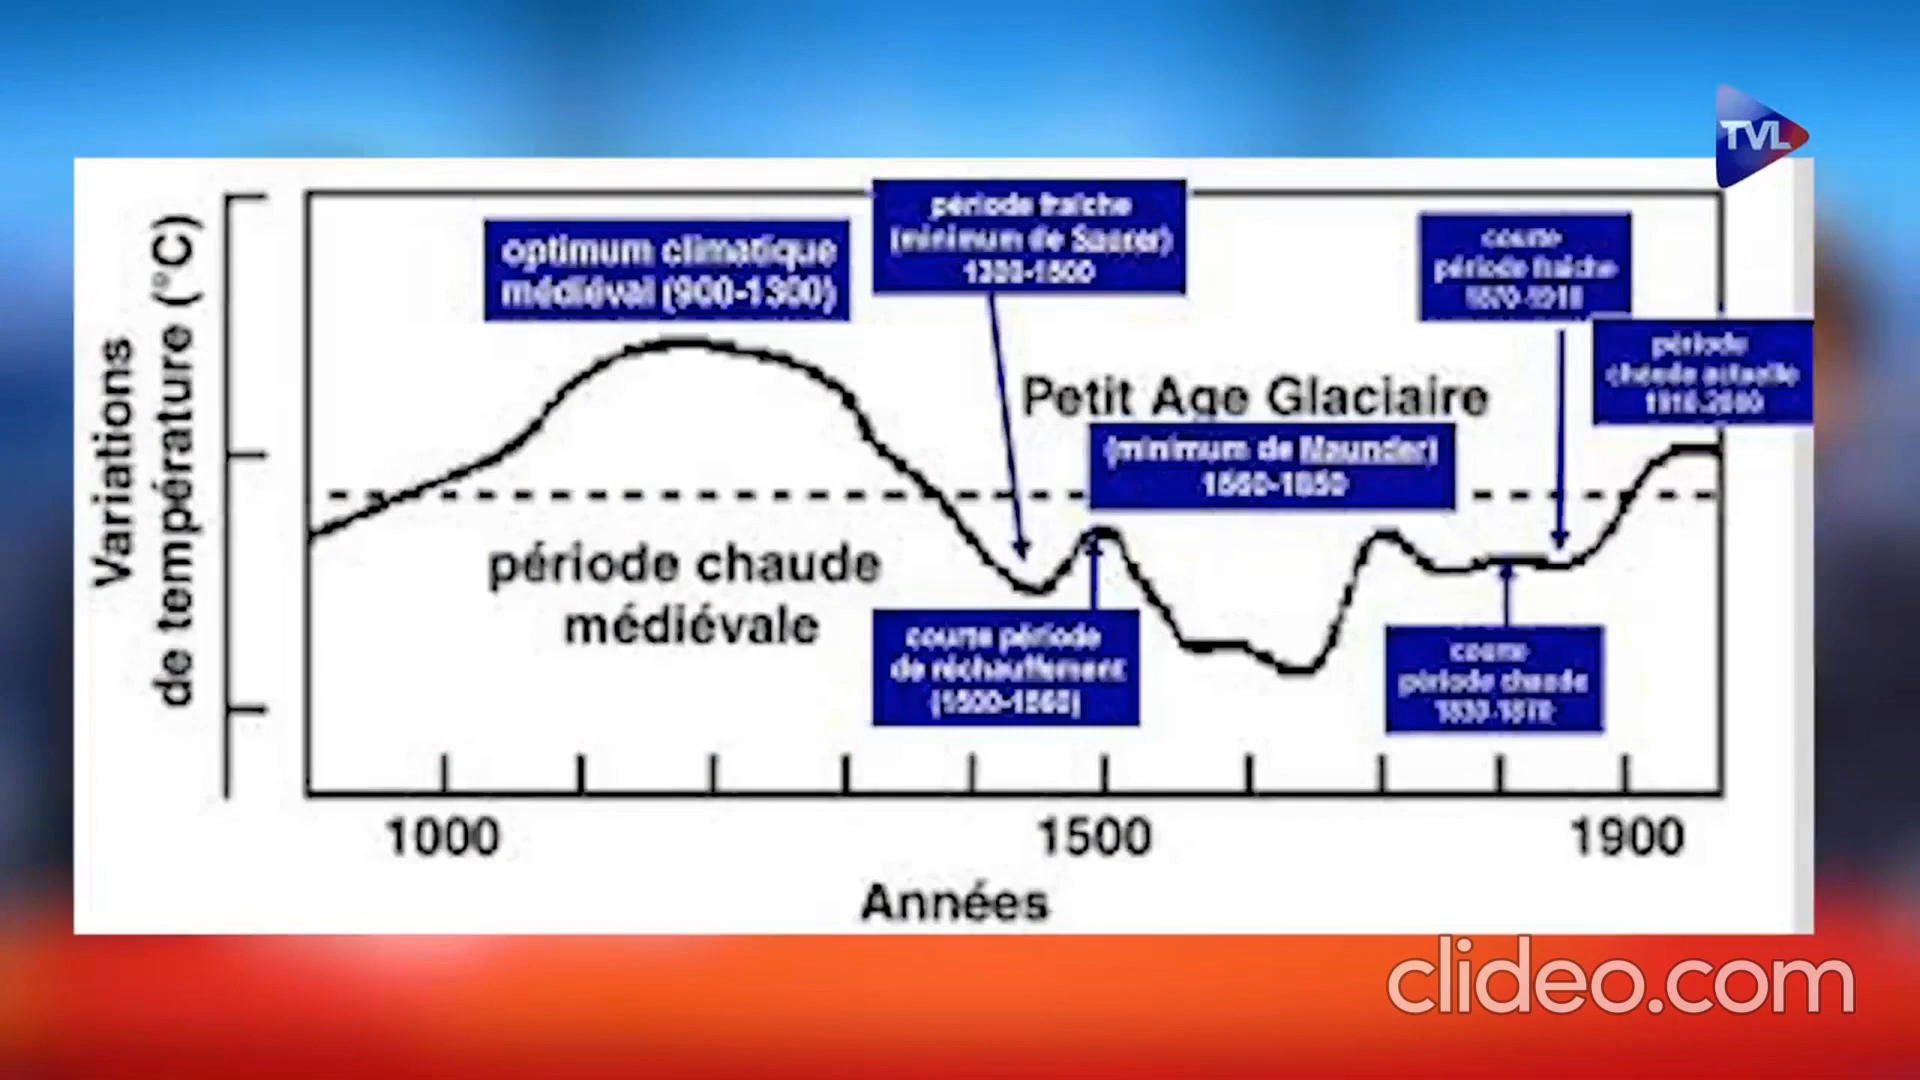 TVL
Variations
de température (°C)
optimum climatique
médiéval (900-1300)
période fraîche
(minimum de
1300-1500
courte
période fraîche
1870-1910
période
chaude actuelle
1910-2000
Petit Age Glaciaire
(minimum de Maunder)
1560-1850
période chaude
médiévale
courte période
de réchauffement
(1500-1560)
courte
période chaude
1830-1870
1000
1500
1900
Années
clideo.com